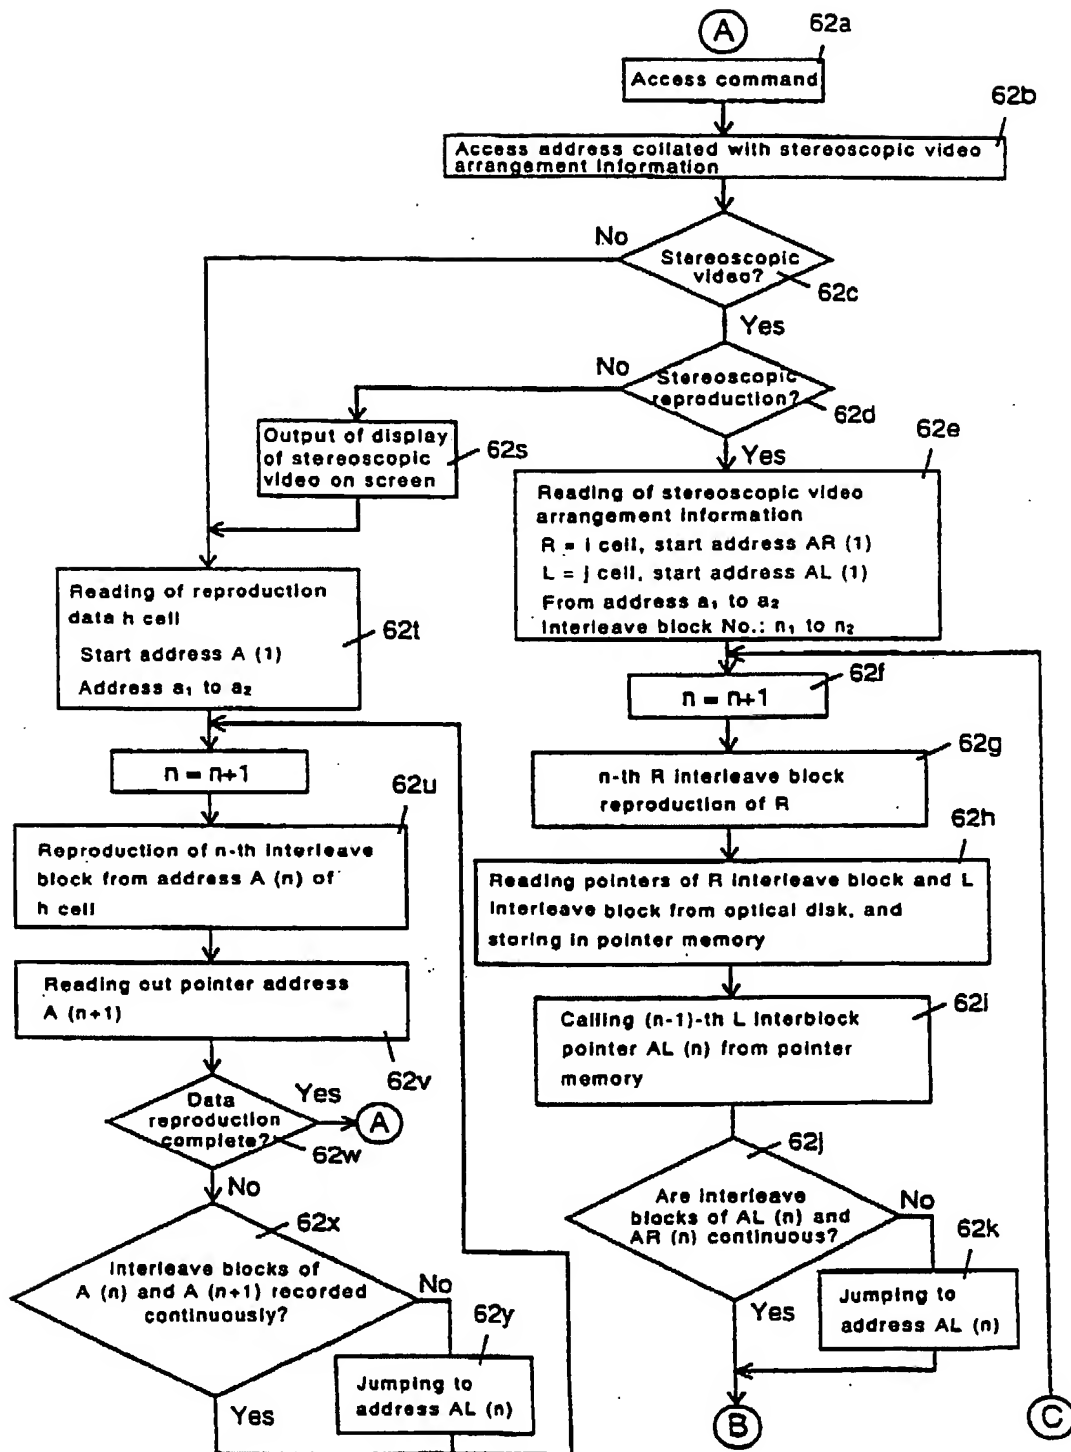 A
62a
Access command
62b
Access address collated with stereoscopic video
arrangement information
No
Stereoscopic
video?
62c
Yes
No
Stereoscopic
reproduction?
62d
Output of display
of stereoscopic
video on screen
62s
Yes
62e
Reading of stereoscopic video
arrangement information
R = i cell, start address AR (1)
L = j cell, start address AL (1)
From address a₁ to a₂
Interleave block No.: n₁ to n₂
Reading of reproduction
data h cell
Start address A (1)
Address a₁ to a₂
62t
62f
n = n+1
n = n+1
62g
n-th R interleave block
reproduction of R
62u
Reproduction of n-th interleave
block from address A (n) of
h cell
62h
Reading pointers of R interleave block and L
interleave block from optical disk, and
storing in pointer memory
Reading out pointer address
A (n+1)
62v
62i
Calling (n-1)-th L interblock
pointer AL (n) from pointer
memory
Data
reproduction
complete?
Yes
A
62w
No
62j
Are interleave
blocks of AL (n) and
AR (n) continuous?
No
62k
Jumping to
address AL (n)
Yes
62x
Interleave blocks of
A (n) and A (n+1) recorded
continuously?
No
62y
Jumping to
address AL (n)
Yes
B
C